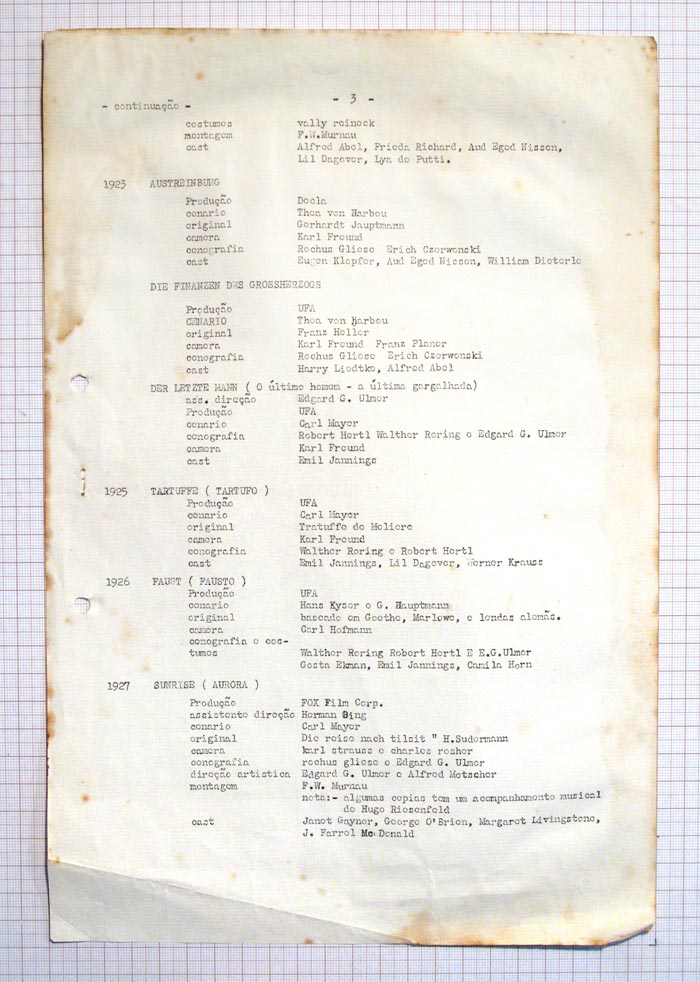 - 3 -
- continuação -
costumes vally reinock
montagem F.W.Murnau
cast Alfred Abel, Frieda Richard, Aud Eged Nissen,
Lil Dagover, Lya de Putti.
1923 AUSTREINBUNG
Produção Decla
cenario Thea von Harbou
original Gerhardt Jauptmann
camera Karl Freund
cenografia Rochus Gliese Erich Czerwonski
cast Eugen Klopfer, Aud Eged Nissen, William Dieterle
DIE FINANZEN DES GROSSHERZOGS
Produção UFA
CENARIO Thea von Harbou
original Franz Heller
camera Karl Freund Franz Planer
cenografia Rochus Gliese Erich Czerwonski
cast Harry Liedtke, Alfred Abel
DER LETZTE MANN ( O último homem - a última gargalhada)
ass. direção Edgard G. Ulmer
Produção UFA
cenario Carl Mayer
cenografia Robert Hertl Walther Roring e Edgard G. Ulmer
camera Karl Freund
cast Emil Jannings
1925 TARTUFFE ( TARTUFO )
Produção UFA
cenario Carl Mayer
original Tratuffe de Moliere
camera Karl Freund
cenografia Walther Roring e Robert Hertl
cast Emil Jannings, Lil Dagover, Werner Krauss
1926 FAUST ( FAUSTO )
Produção UFA
cenario Hans Kyser e G. Hauptmann
original baseado em Goethe, Marlowe, e lendas alemãs.
camera Carl Hofmann
cenografia e cos-
tumes Walther Roring Robert Hertl E E.G.Ulmer
Gosta Ekman, Emil Jannings, Camila Horn
1927 SUNRISE ( AURORA )
Produção FOX Film Corp.
assistente direção Herman Bing
cenario Carl Mayer
original Die reise nach tilsit " H.Sudermann
camera karl strauss e charles rosher
cenografia rochus gliese e Edgard G. Ulmer
direção artistica Edgard G. Ulmer e Alfred Metscher
montagem F.W. Murnau
nota:- algumas copias tem um acompanhamento musical
de Hugo Riesenfeld
cast Janet Gaynor, George O'Brien, Margaret Livingstone,
J. Farrel McDonald